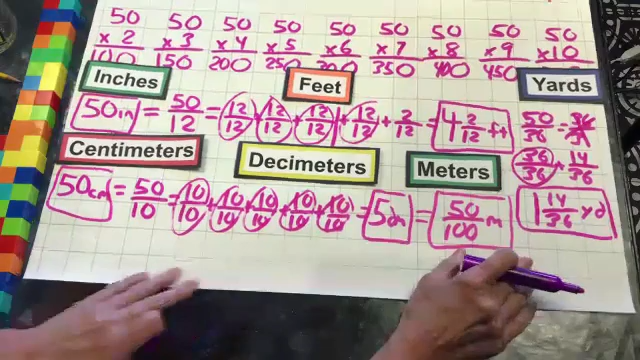 50 50 50 50 50 50 50 50 50
x 2 x 3 x 4 x 5 x 6 x 7 x 8 x 9 x 10
100 150 200 250 350 400 450
Inches Feet Yards
50in = 50/12 = 12/12 + 12/12 + 12/12 + 12/12 + 2/12 = 4 2/12 ft 50/36 = 36/36
36/36 + 14/36
Centimeters Decimeters Meters
50cm = 50/10 = 10/10 + 10/10 + 10/10 + 10/10 + 10/10 = 5dm = 50/100 m 1 14/36 yd